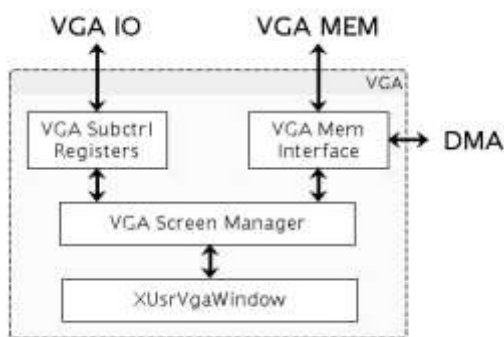 VGA IO
VGA MEM
VGA
VGA Subctrl
Registers
VGA Mem
Interface
DMA
VGA Screen Manager
XUsrVgaWindow